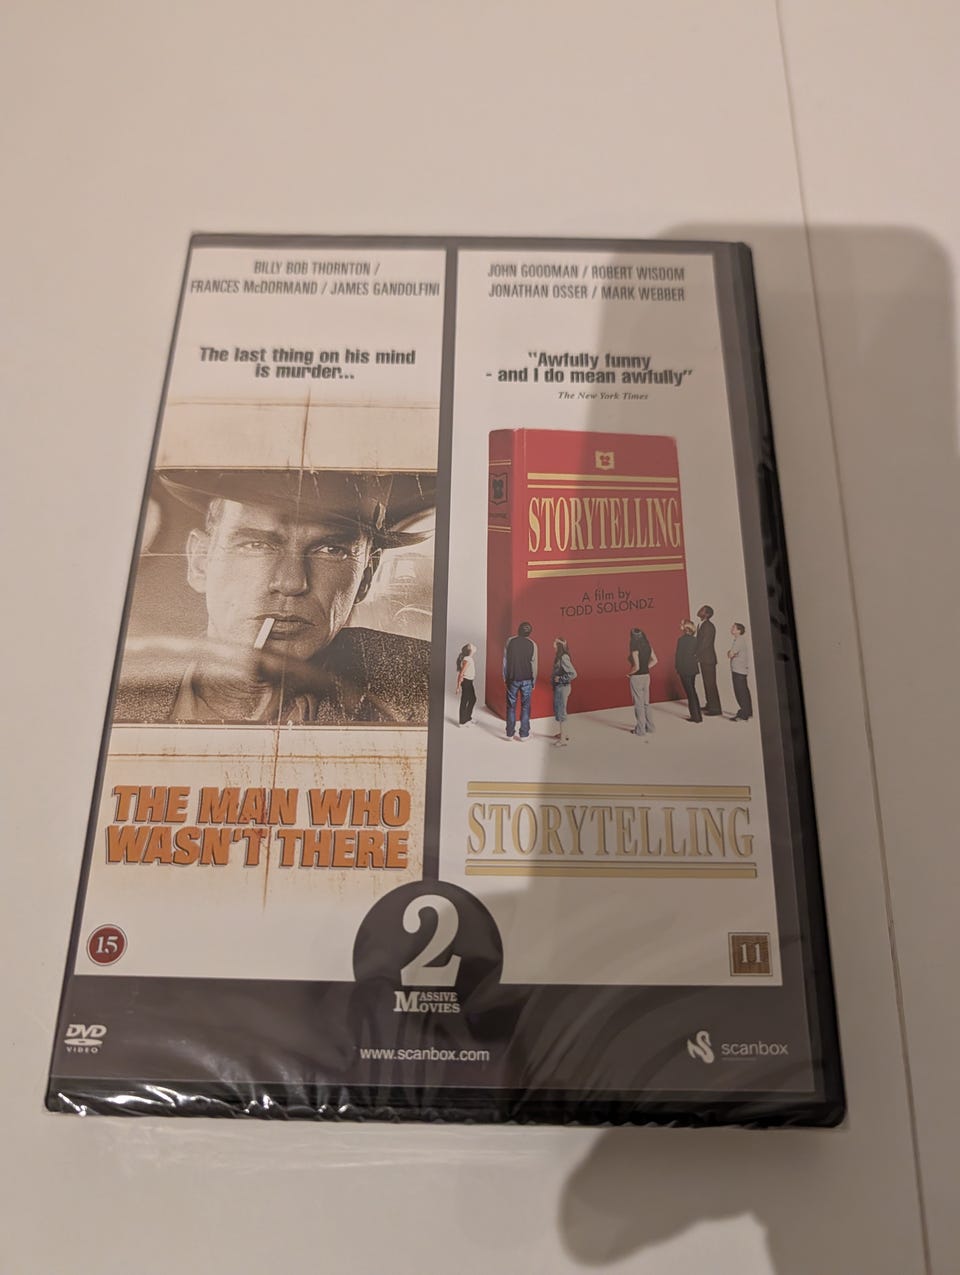 BILLY BOB THORNTON /
FRANCES McDORMAND / JAMES GANDOLFINI
The last thing on his mind
is murder...
THE MAN WHO
WASN'T THERE
15
JOHN GOODMAN / ROBERT WISDOM
JONATHAN OSSER / MARK WEBBER
"Awfully funny
- and I do mean awfully"
The New York Times
STORYTELLING
A film by
TODD SOLONDZ
STORYTELLING
11
2
MASSIVE
MOVIES
DVD
VIDEO
www.scanbox.com
scanbox